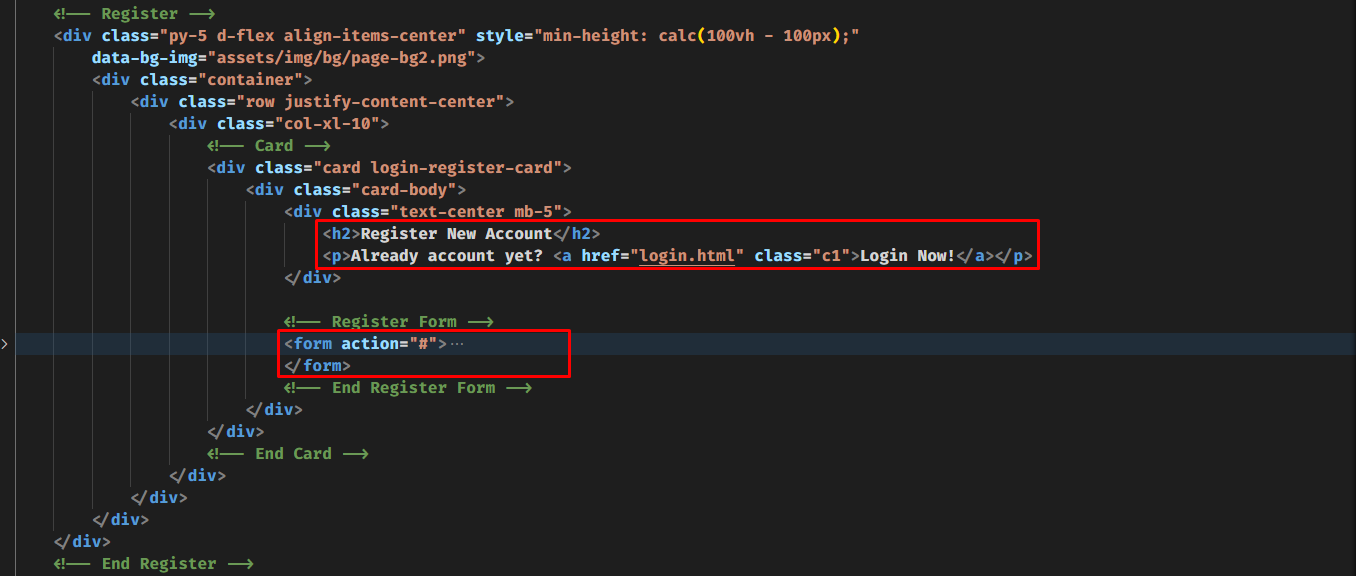 <!-- Register -->
<div class="py-5 d-flex align-items-center" style="min-height: calc(100vh - 100px);"
data-bg-img="assets/img/bg/page-bg2.png">
<div class="container">
<div class="row justify-content-center">
<div class="col-xl-10">
<!-- Card -->
<div class="card login-register-card">
<div class="card-body">
<div class="text-center mb-5">
<h2>Register New Account</h2>
<p>Already account yet? <a href="login.html" class="c1">Login Now!</a></p>
</div>
<!-- Register Form -->
<form action="#">···
</form>
<!-- End Register Form -->
</div>
</div>
<!-- End Card -->
</div>
</div>
</div>
</div>
<!-- End Register -->